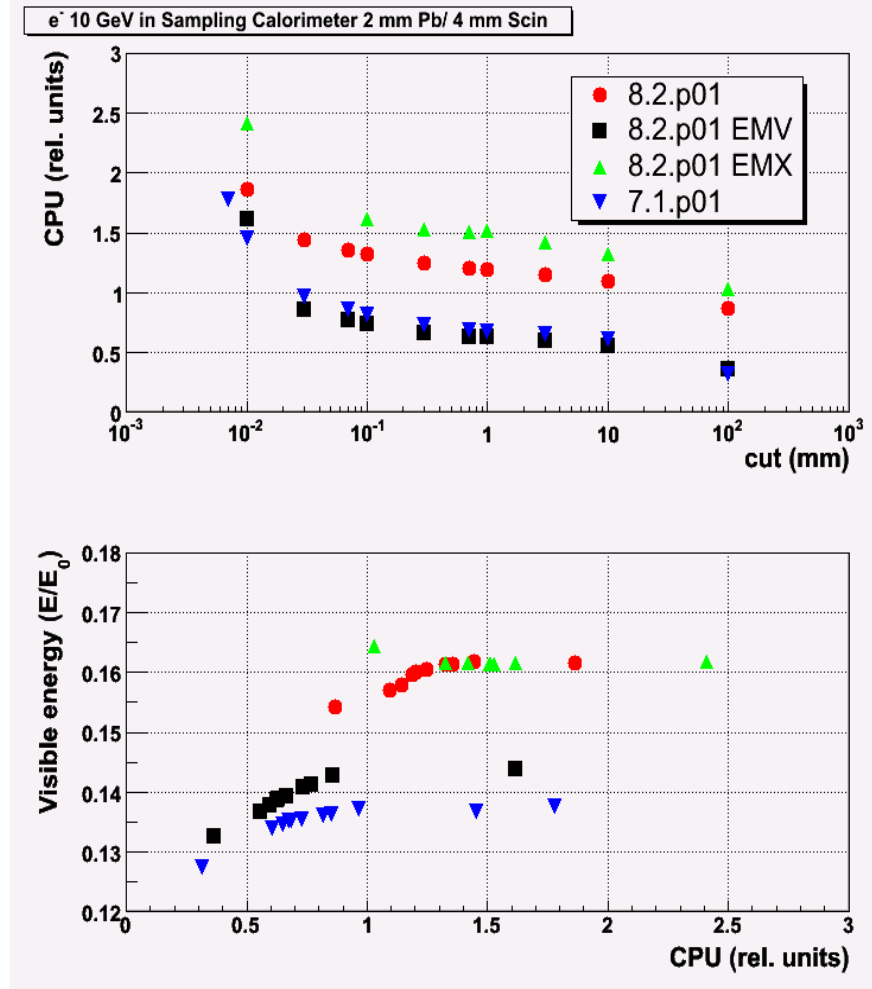 e- 10 GeV in Sampling Calorimeter 2 mm Pb/ 4 mm Scin
CPU (rel. units)
3
2.5
2
1.5
1
0.5
0
8.2.p01
8.2.p01 EMV
8.2.p01 EMX
7.1.p01
10-3 10-2 10-1 1 10 102 103
cut (mm)
Visible energy (E/E0)
0.18
0.17
0.16
0.15
0.14
0.13
0.12
0 0.5 1 1.5 2 2.5 3
CPU (rel. units)